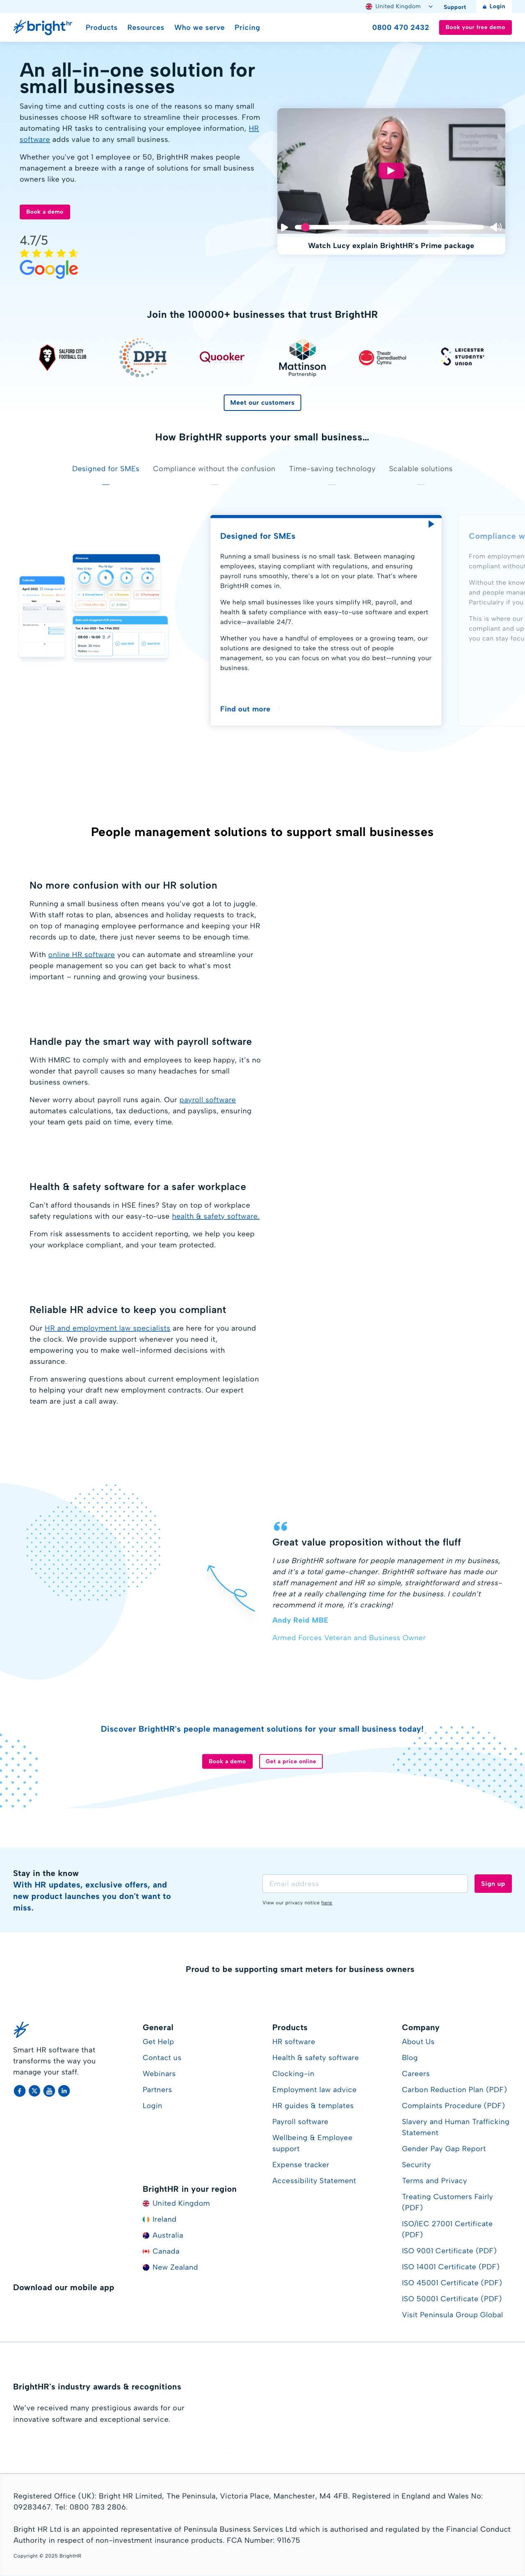 United Kingdom
Support
Login
brighthr
Products
Resources
Who we serve
Pricing
0800 470 2432
Book your free demo
An all-in-one solution for
small businesses
Saving time and cutting costs is one of the reasons so many small
businesses choose HR software to streamline their processes. From
automating HR tasks to centralising your employee information, HR
software adds value to any small business.
Whether you've got 1 employee or 50, BrightHR makes people
management a breeze with a range of solutions for small business
owners like you.
Book a demo
4.7/5
Google
Watch Lucy explain BrightHR's Prime package
Join the 100000+ businesses that trust BrightHR
SALFORD CITY
FOOTBALL CLUB
DPH
Quooker
Mattinson
Partnership
Theatr
Genedlaethol
Cymru
LEICESTER
STUDENTS'
UNION
Meet our customers
How BrightHR supports your small business...
Designed for SMEs
Compliance without the confusion
Time-saving technology
Scalable solutions
Designed for SMEs
Running a small business is no small task. Between managing
employees, staying compliant with regulations, and ensuring
payroll runs smoothly, there's a lot on your plate. That's where
BrightHR comes in.
We help small businesses like yours simplify HR, payroll, and
health & safety compliance with easy-to-use software and expert
advice—available 24/7.
Whether you have a handful of employees or a growing team, our
solutions are designed to take the stress out of people
management, so you can focus on what you do best—running your
business.
Find out more
Compliance w
From employmen
compliant withou
Without the know
and people mana
Particulalry if you
This is where our
compliant and up
you can stay focu
People management solutions to support small businesses
No more confusion with our HR solution
Running a small business often means you've got a lot to juggle.
With staff rotas to plan, absences and holiday requests to track,
on top of managing employee performance and keeping your HR
records up to date, there just never seems to be enough time.
With online HR software you can automate and streamline your
people management so you can get back to what's most
important – running and growing your business.
Handle pay the smart way with payroll software
With HMRC to comply with and employees to keep happy, it's no
wonder that payroll causes so many headaches for small
business owners.
Never worry about payroll runs again. Our payroll software
automates calculations, tax deductions, and payslips, ensuring
your team gets paid on time, every time.
Health & safety software for a safer workplace
Can't afford thousands in HSE fines? Stay on top of workplace
safety regulations with our easy-to-use health & safety software.
From risk assessments to accident reporting, we help you keep
your workplace compliant, and your team protected.
Reliable HR advice to keep you compliant
Our HR and employment law specialists are here for you around
the clock. We provide support whenever you need it,
empowering you to make well-informed decisions with
assurance.
From answering questions about current employment legislation
to helping your draft new employment contracts. Our expert
team are just a call away.
Great value proposition without the fluff
I use BrightHR software for people management in my business,
and it's a total game-changer. BrightHR software has made our
staff management and HR so simple, straightforward and stress-
free at a really challenging time for the business. I couldn't
recommend it more, it's cracking!
Andy Reid MBE
Armed Forces Veteran and Business Owner
Discover BrightHR's people management solutions for your small business today!
Book a demo
Get a price online
Stay in the know
With HR updates, exclusive offers, and
new product launches you don't want to
miss.
Email address
Sign up
View our privacy notice here
Proud to be supporting smart meters for business owners
Smart HR software that
transforms the way you
manage your staff.
General
Get Help
Contact us
Webinars
Partners
Login
BrightHR in your region
United Kingdom
Ireland
Australia
Canada
New Zealand
Products
HR software
Health & safety software
Clocking-in
Employment law advice
HR guides & templates
Payroll software
Wellbeing & Employee
support
Expense tracker
Accessibility Statement
Company
About Us
Blog
Careers
Carbon Reduction Plan (PDF)
Complaints Procedure (PDF)
Slavery and Human Trafficking
Statement
Gender Pay Gap Report
Security
Terms and Privacy
Treating Customers Fairly
(PDF)
ISO/IEC 27001 Certificate
(PDF)
ISO 9001 Certificate (PDF)
ISO 14001 Certificate (PDF)
ISO 45001 Certificate (PDF)
ISO 50001 Certificate (PDF)
Visit Peninsula Group Global
Download our mobile app
BrightHR's industry awards & recognitions
We've received many prestigious awards for our
innovative software and exceptional service.
Registered Office (UK): Bright HR Limited, The Peninsula, Victoria Place, Manchester, M4 4FB. Registered in England and Wales No:
09283467. Tel: 0800 783 2806.
Bright HR Ltd is an appointed representative of Peninsula Business Services Ltd which is authorised and regulated by the Financial Conduct
Authority in respect of non-investment insurance products. FCA Number: 911675
Copyright © 2025 BrightHR